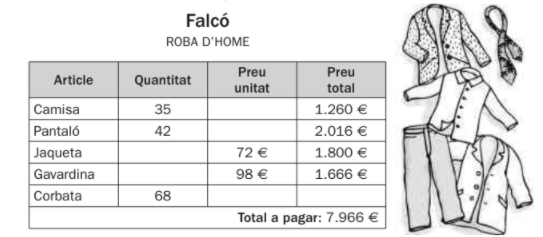 Falcó
ROBA D'HOME
Article Quantitat Preu unitat Preu total
Camisa 35 1.260 €
Pantaló 42 2.016 €
Jaqueta 72 € 1.800 €
Gavardina 98 € 1.666 €
Corbata 68
Total a pagar: 7.966 €